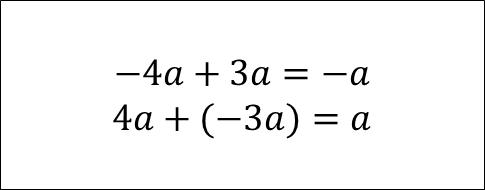 −4a + 3a = −a
4a + (−3a) = a